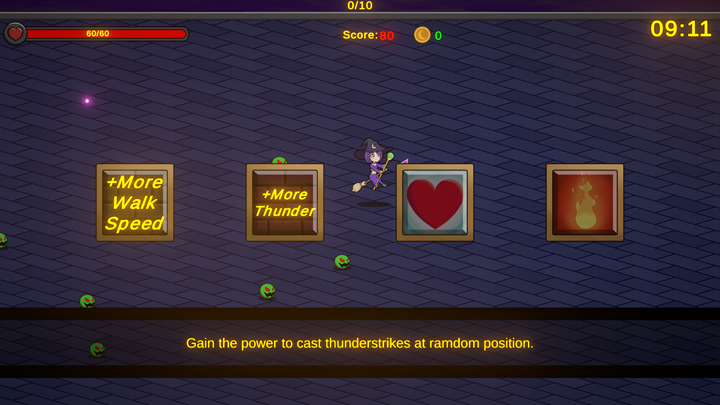 0/10
60/60
Score:80
0
09:11
+More
Walk
Speed
+More
Thunder
Gain the power to cast thunderstrikes at ramdom position.